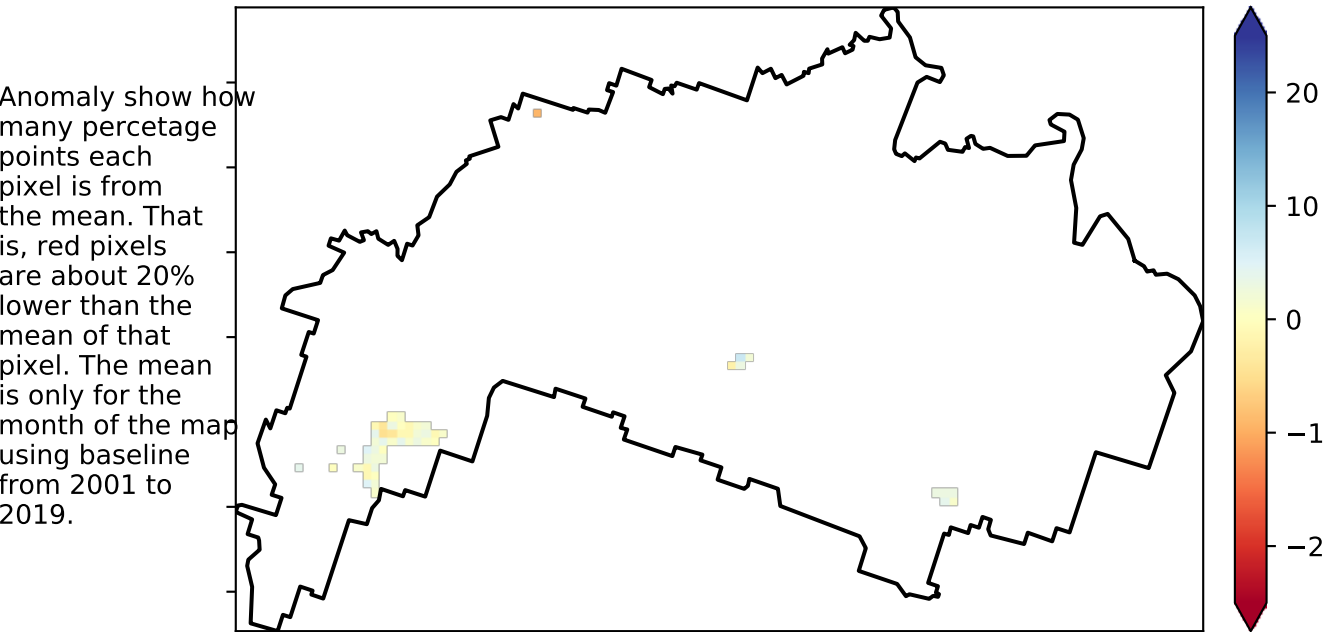 Anomaly show how
many percetage
points each
pixel is from
the mean. That
is, red pixels
are about 20%
lower than the
mean of that
pixel. The mean
is only for the
month of the map
using baseline
from 2001 to
2019.
20
10
0
−1
−2